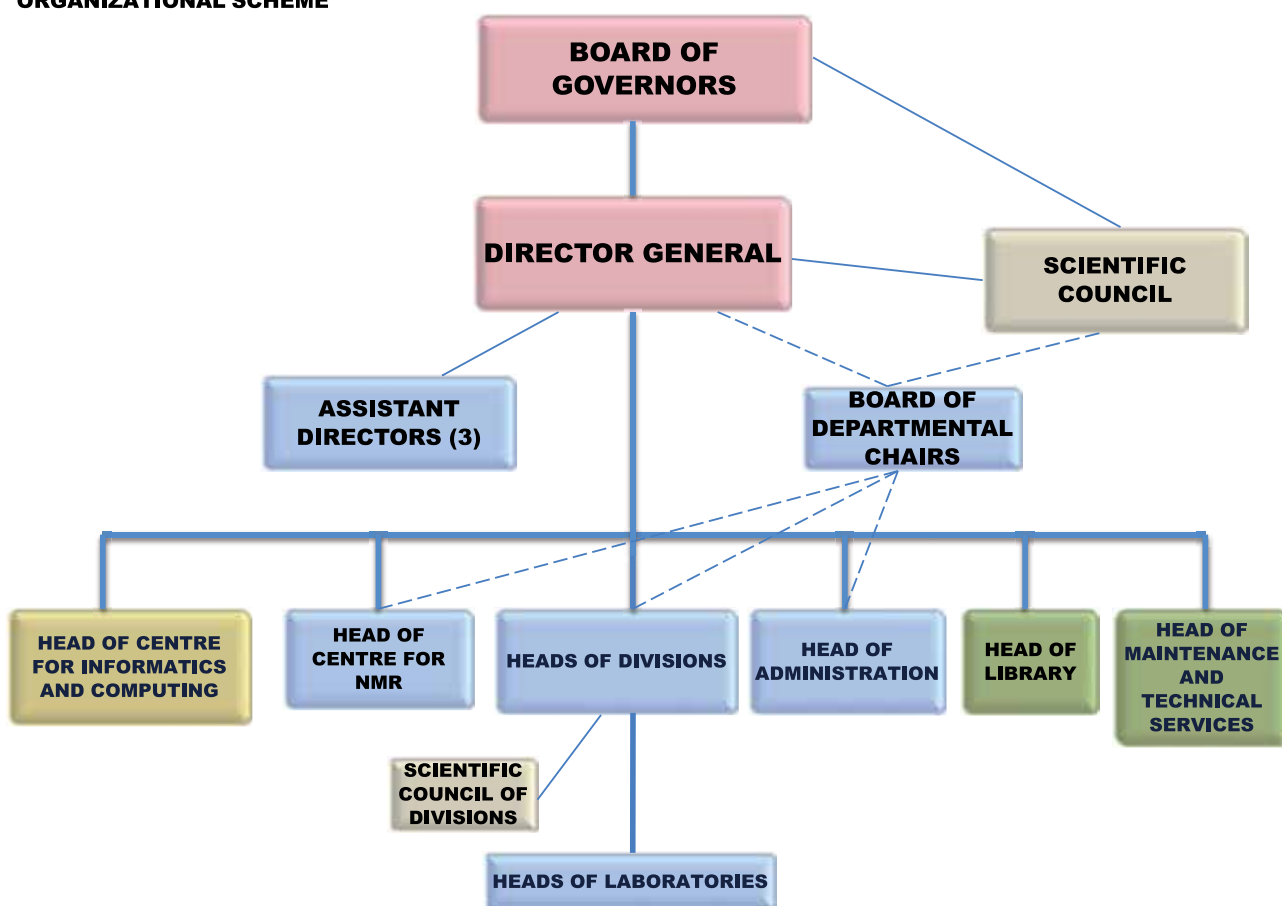 ORGANIZATIONAL SCHEME
BOARD OF
GOVERNORS
DIRECTOR GENERAL
SCIENTIFIC
COUNCIL
ASSISTANT
DIRECTORS (3)
BOARD OF
DEPARTMENTAL
CHAIRS
HEAD OF CENTRE
FOR INFORMATICS
AND COMPUTING
HEAD OF
CENTRE FOR
NMR
HEADS OF DIVISIONS
HEAD OF
ADMINISTRATION
HEAD OF
LIBRARY
HEAD OF
MAINTENANCE
AND
TECHNICAL
SERVICES
SCIENTIFIC
COUNCIL OF
DIVISIONS
HEADS OF LABORATORIES